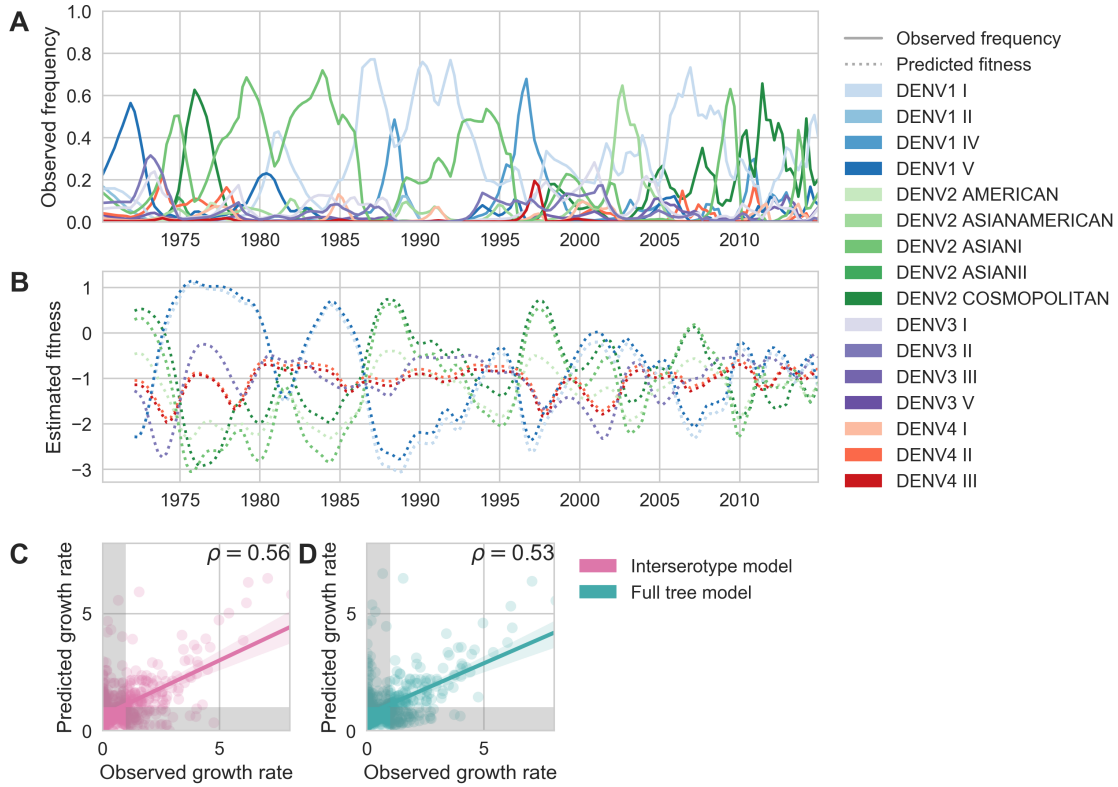 A
Observed frequency
1.0
0.8
0.6
0.4
0.2
0.0
1975 1980 1985 1990 1995 2000 2005 2010
Observed frequency
Predicted fitness
DENV1 I
DENV1 II
DENV1 IV
DENV1 V
DENV2 AMERICAN
DENV2 ASIANAMERICAN
DENV2 ASIANI
DENV2 ASIANII
DENV2 COSMOPOLITAN
DENV3 I
DENV3 II
DENV3 III
DENV3 V
DENV4 I
DENV4 II
DENV4 III
B
Estimated fitness
1
0
−1
−2
−3
1975 1980 1985 1990 1995 2000 2005 2010
C
Predicted growth rate
ρ = 0.56
5
0
0 5
Observed growth rate
D
Predicted growth rate
ρ = 0.53
5
0
0 5
Observed growth rate
Interserotype model
Full tree model